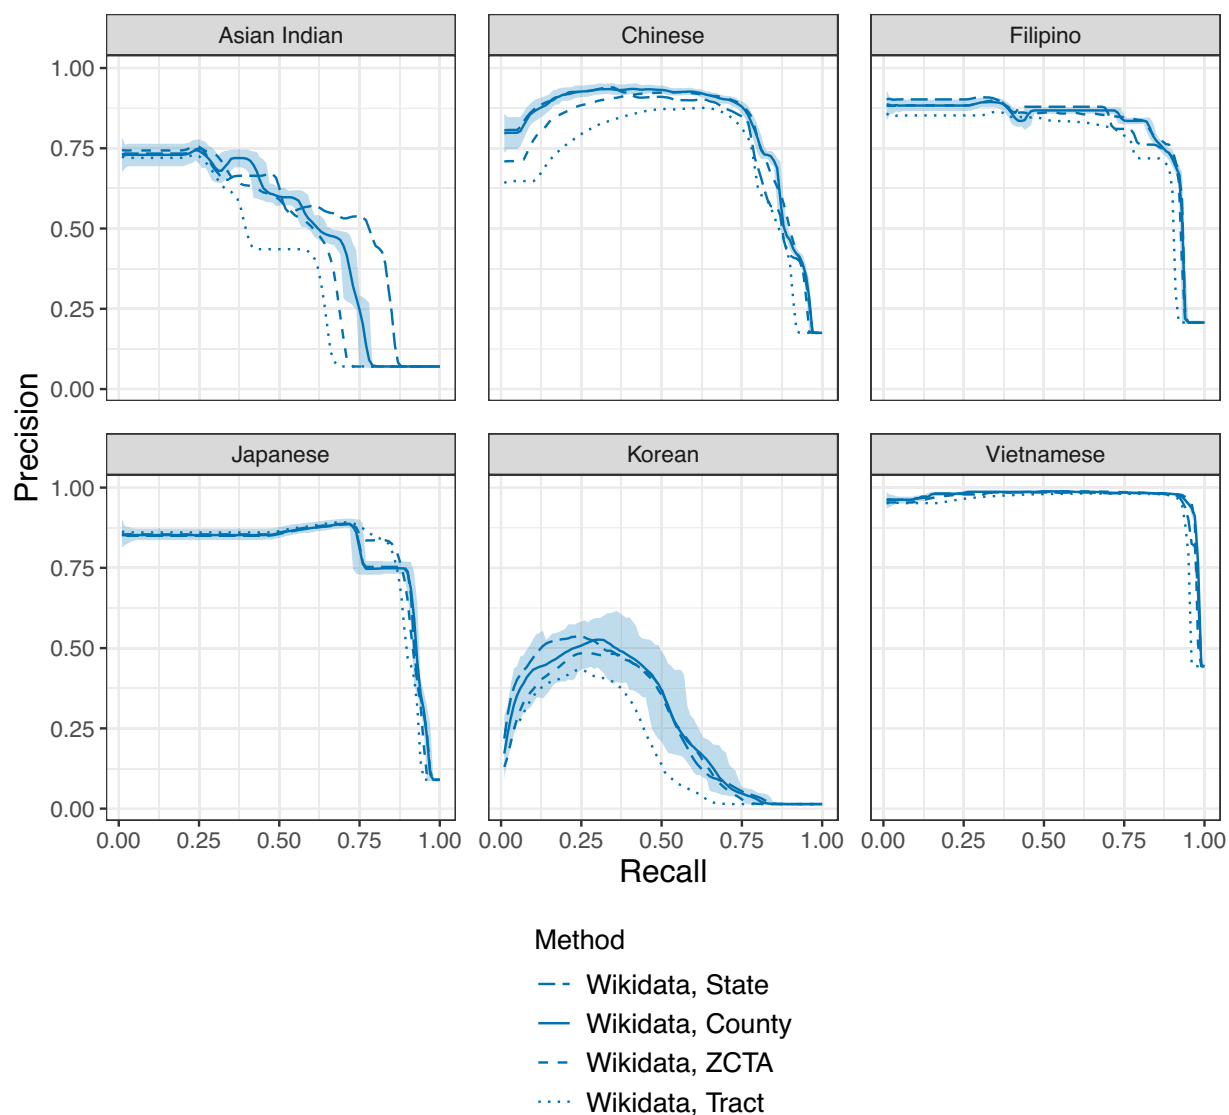 Asian Indian
Chinese
Filipino
1.00
0.75
0.50
0.25
0.00
Precision
Japanese
Korean
Vietnamese
1.00
0.75
0.50
0.25
0.00
0.00 0.25 0.50 0.75 1.00
0.00 0.25 0.50 0.75 1.00
0.00 0.25 0.50 0.75 1.00
Recall
Method
Wikidata, State
Wikidata, County
Wikidata, ZCTA
Wikidata, Tract